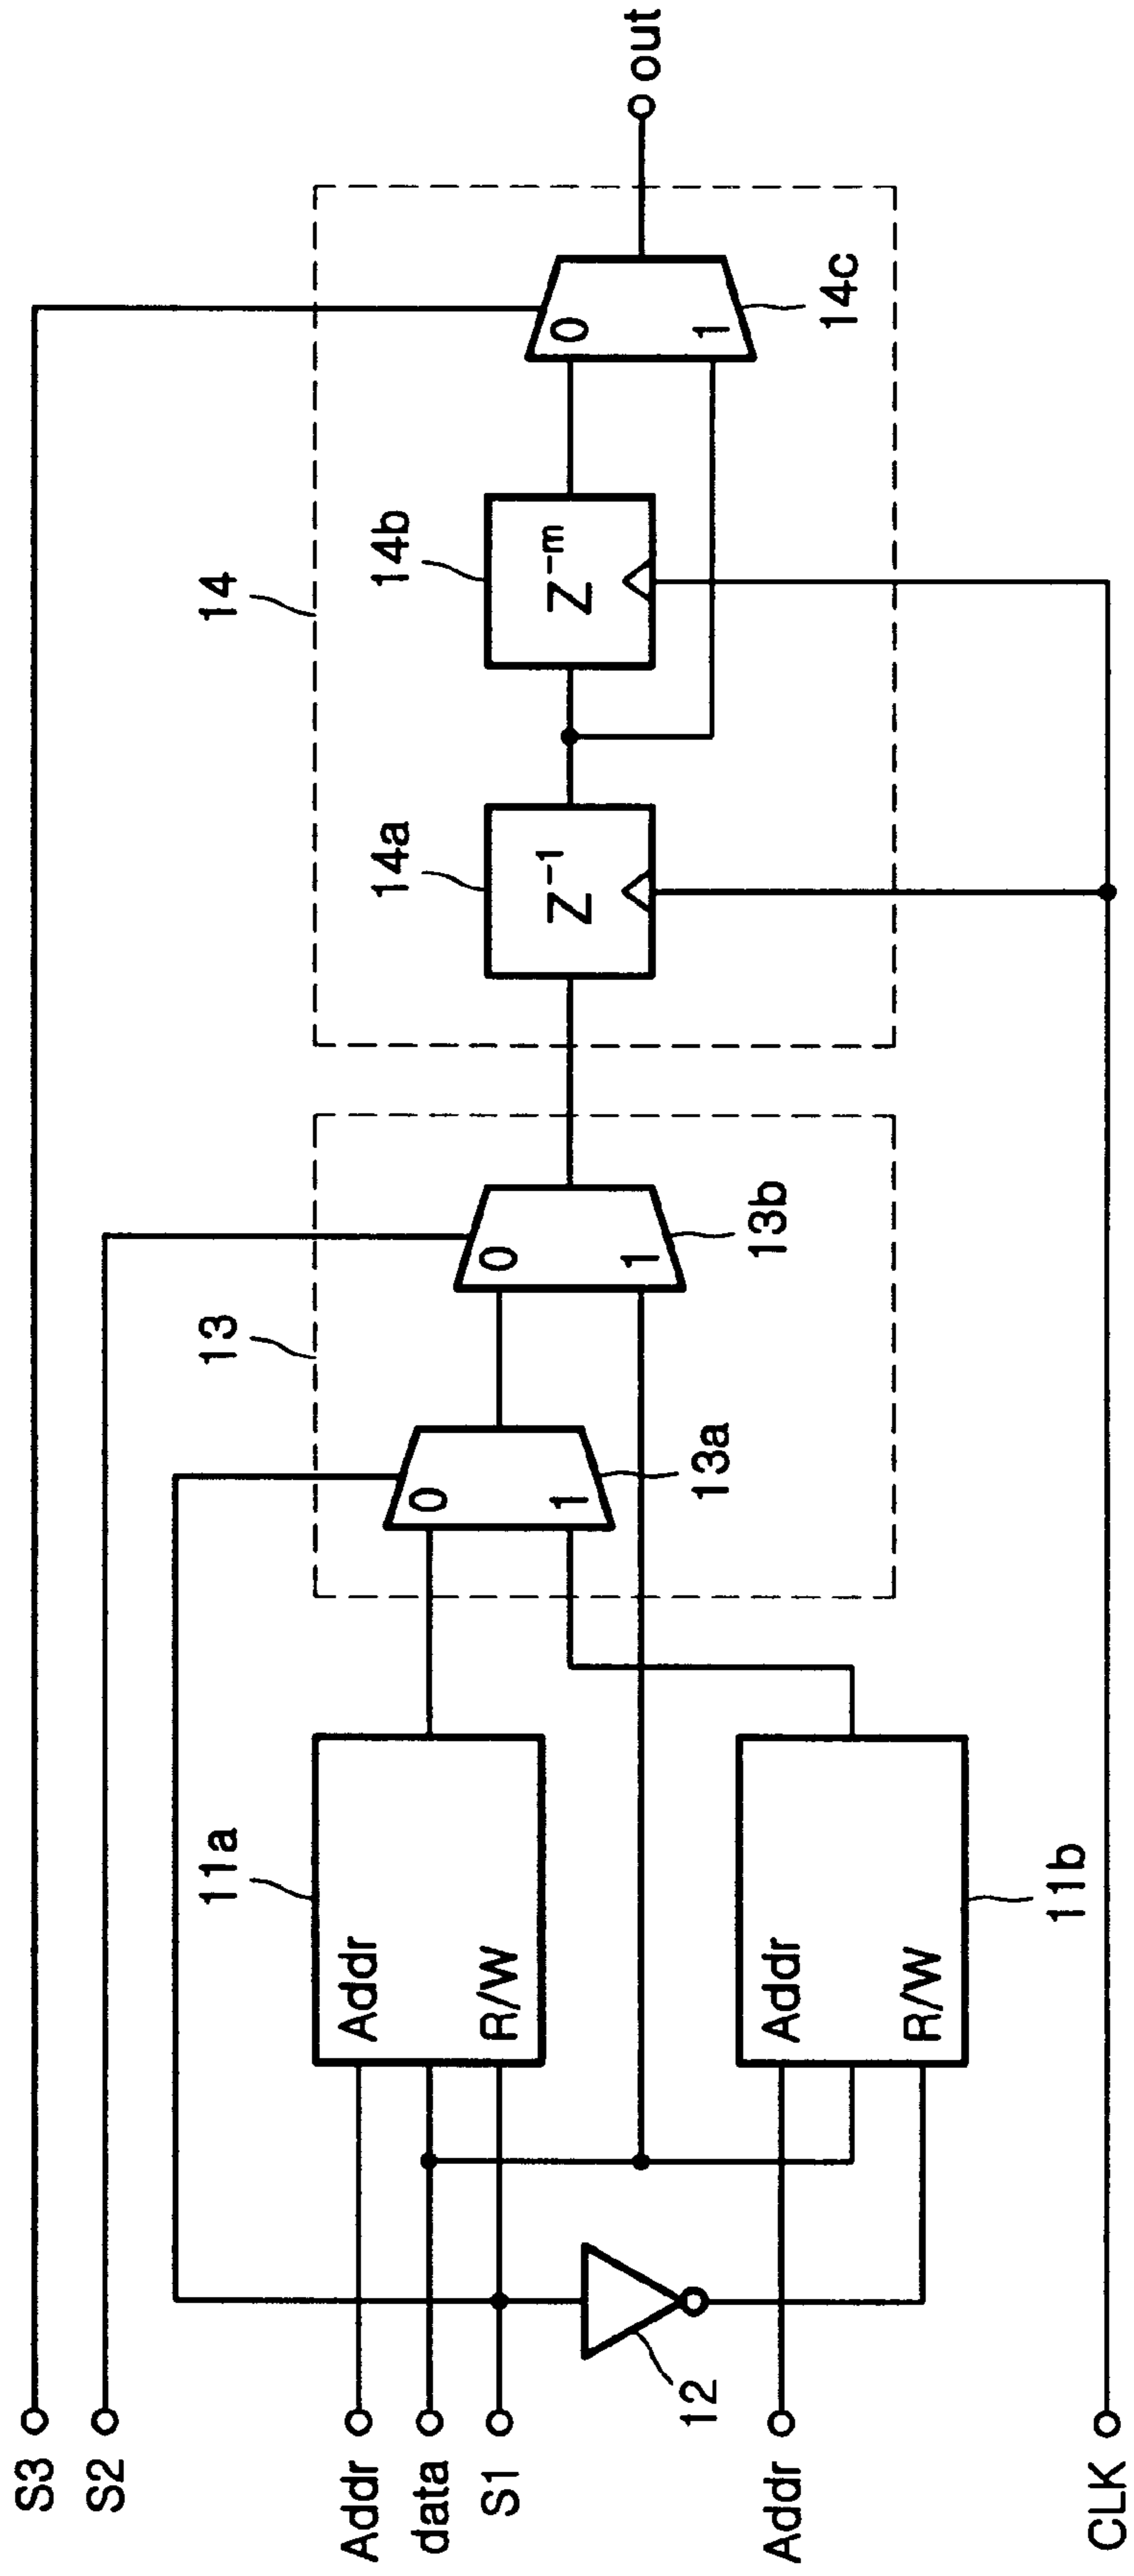 S3
S2
Addr
data
S1
Addr
CLK
12
11a
Addr
R/W
11b
Addr
R/W
13
13a
0
1
13b
0
1
14
14a
Z⁻¹
14b
Z⁻ᵐ
14c
0
1
out